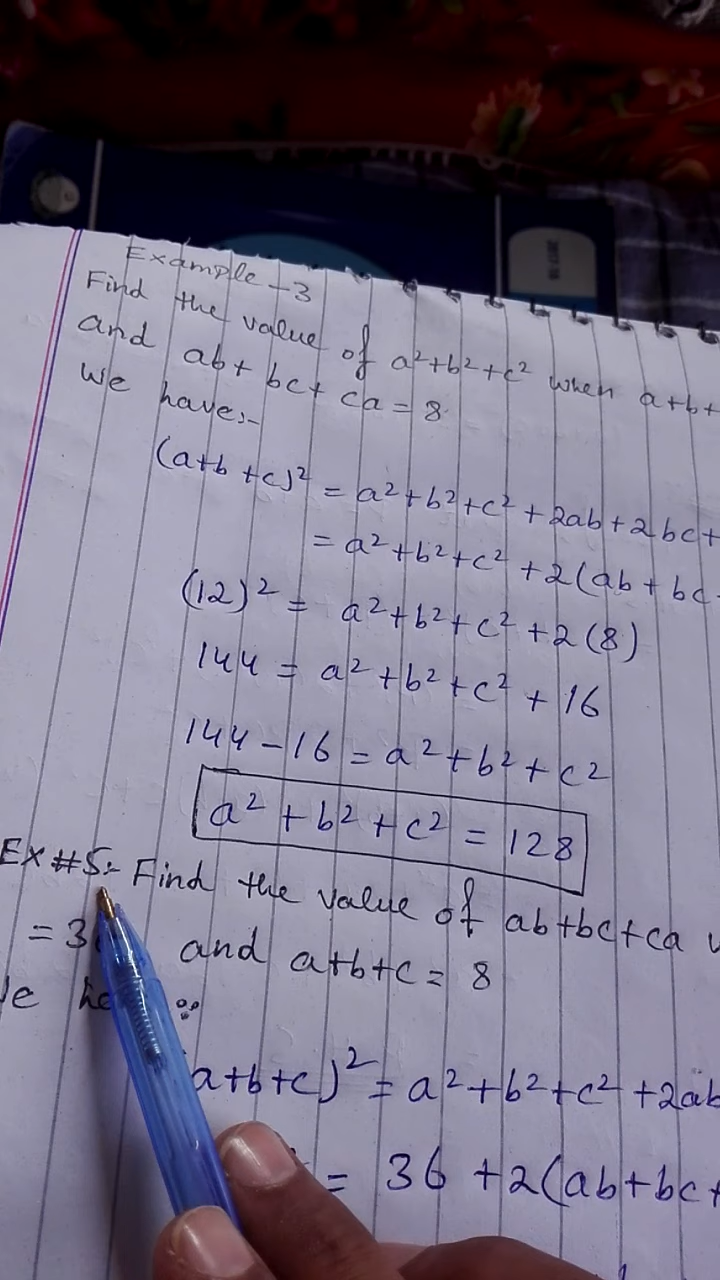 Example - 3
Find the value of a²+b²+c² when a+b+
and ab+ bc+ ca = 8
We have:-
(a+b+c)² = a²+b²+c²+2ab+2bc+
= a²+b²+c²+2(ab+bc
(12)² = a²+b²+c²+2(8)
144 = a²+b²+c²+16
144-16 = a²+b²+c²
a²+b²+c² = 128
EX #5:- Find the value of ab+bc+ca
= 3 and a+b+c = 8
a+b+c)² = a²+b²+c²+2ab
= 36 +2(ab+bc+